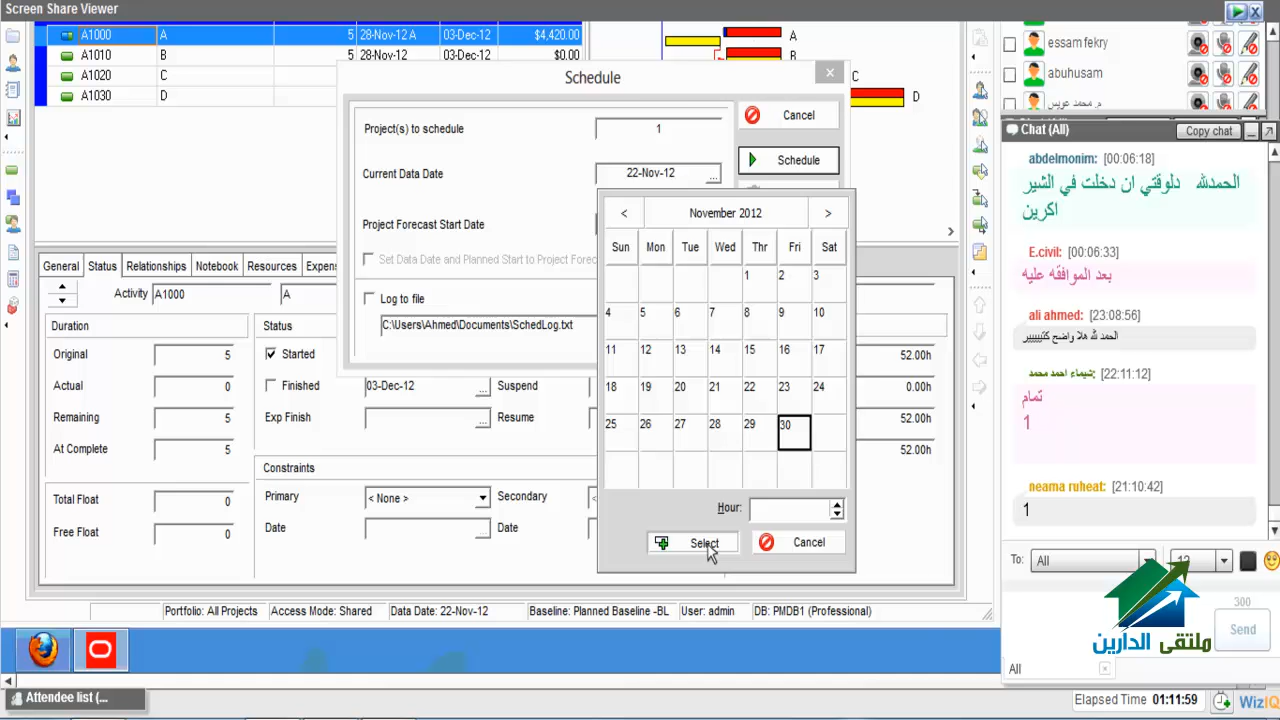 Screen Share Viewer
A1000 A 5 28-Nov-12 A 03-Dec-12 $4,420.00
A1010 B 5 28-Nov-12 03-Dec-12 $0.00
A1020 C
A1030 D
A
B
C
D
Schedule
Project(s) to schedule 1
Cancel
Current Data Date 22-Nov-12 ...
Schedule
Project Forecast Start Date
Set Data Date and Planned Start to Project Forec
Log to file
C:\Users\Ahmed\Documents\SchedLog.txt
< November 2012 >
Sun Mon Tue Wed Thr Fri Sat
1 2 3
4 5 6 7 8 9 10
11 12 13 14 15 16 17
18 19 20 21 22 23 24
25 26 27 28 29 30
Hour:
Select Cancel
General Status Relationships Notebook Resources Expen
Activity A1000 A
Duration
Original 5
Actual 0
Remaining 5
At Complete 5
Total Float 0
Free Float 0
Status
Started
Finished 03-Dec-12 ... Suspend
Exp Finish ... Resume
Constraints
Primary < None > Secondary
Date ... Date
52.00h
0.00h
52.00h
52.00h
Portfolio: All Projects Access Mode: Shared Data Date: 22-Nov-12 Baseline: Planned Baseline -BL User: admin DB: PMDB1 (Professional)
Attendee list (...
essam fekry
abuhusam
م. محمد عويس
Chat (All) Copy chat
abdelmonim: [00:06:18]
الحمدلله دلوقتي ان دخلت في الشير
اكرين
E.civil: [00:06:33]
بعد الموافقه عليه
ali ahmed: [23:08:56]
الحمد لله هلا واضح كتيييير
شيماء احمد محمد: [22:11:12]
تمام
1
neama ruheat: [21:10:42]
1
To: All 12
300
Send
ملتقى الدارين
All
Elapsed Time 01:11:59
WizIQ